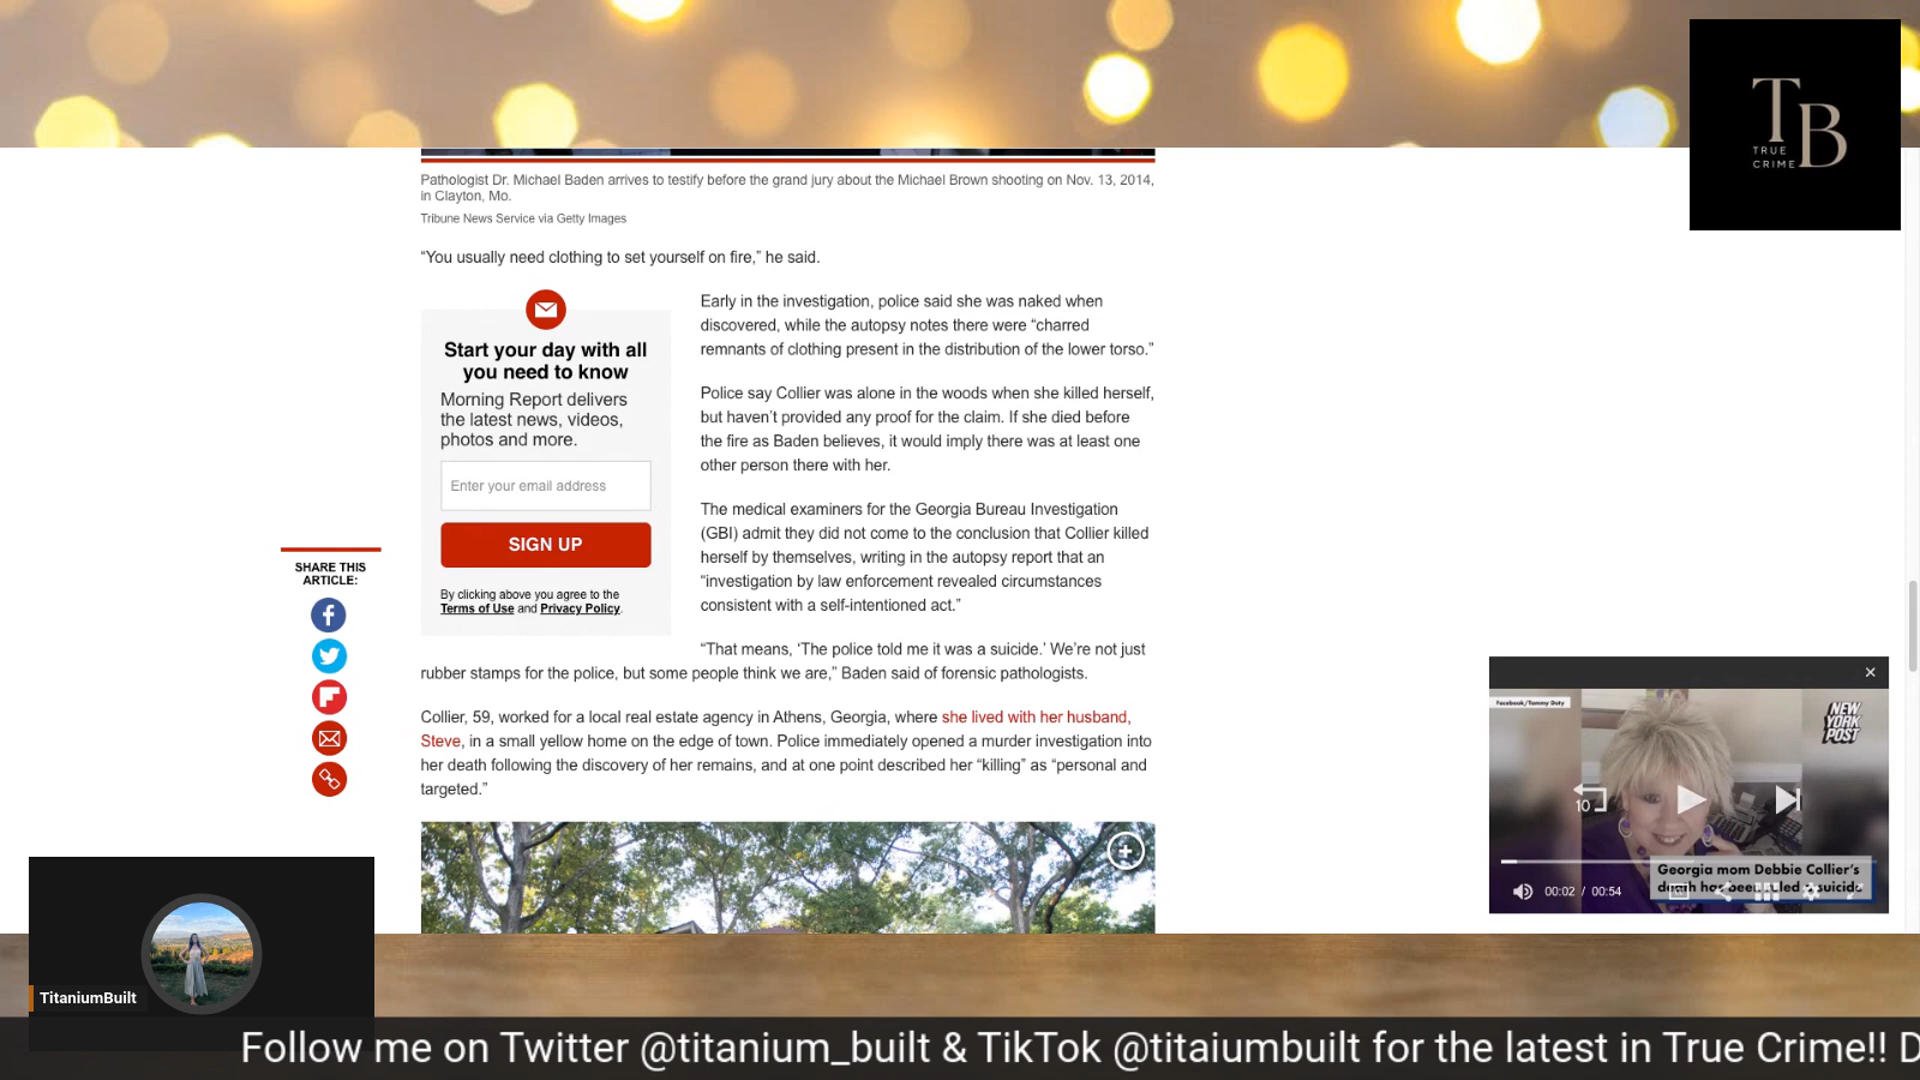 T B
TRUE
CRIME
Pathologist Dr. Michael Baden arrives to testify before the grand jury about the Michael Brown shooting on Nov. 13, 2014,
in Clayton, Mo.
Tribune News Service via Getty Images
“You usually need clothing to set yourself on fire,” he said.
Start your day with all
you need to know
Morning Report delivers
the latest news, videos,
photos and more.
Enter your email address
SIGN UP
By clicking above you agree to the
Terms of Use and Privacy Policy.
Early in the investigation, police said she was naked when
discovered, while the autopsy notes there were “charred
remnants of clothing present in the distribution of the lower torso.”
Police say Collier was alone in the woods when she killed herself,
but haven’t provided any proof for the claim. If she died before
the fire as Baden believes, it would imply there was at least one
other person there with her.
The medical examiners for the Georgia Bureau Investigation
(GBI) admit they did not come to the conclusion that Collier killed
herself by themselves, writing in the autopsy report that an
“investigation by law enforcement revealed circumstances
consistent with a self-intentioned act.”
“That means, ‘The police told me it was a suicide.’ We’re not just
rubber stamps for the police, but some people think we are,” Baden said of forensic pathologists.
Collier, 59, worked for a local real estate agency in Athens, Georgia, where she lived with her husband,
Steve, in a small yellow home on the edge of town. Police immediately opened a murder investigation into
her death following the discovery of her remains, and at one point described her “killing” as “personal and
targeted.”
SHARE THIS
ARTICLE:
Facebook/Tammy Duty
NEW
YORK
POST
10
Georgia mom Debbie Collier’s
suicide
00:02 / 00:54
TitaniumBuilt
Follow me on Twitter @titanium_built & TikTok @titaiumbuilt for the latest in True Crime!! D